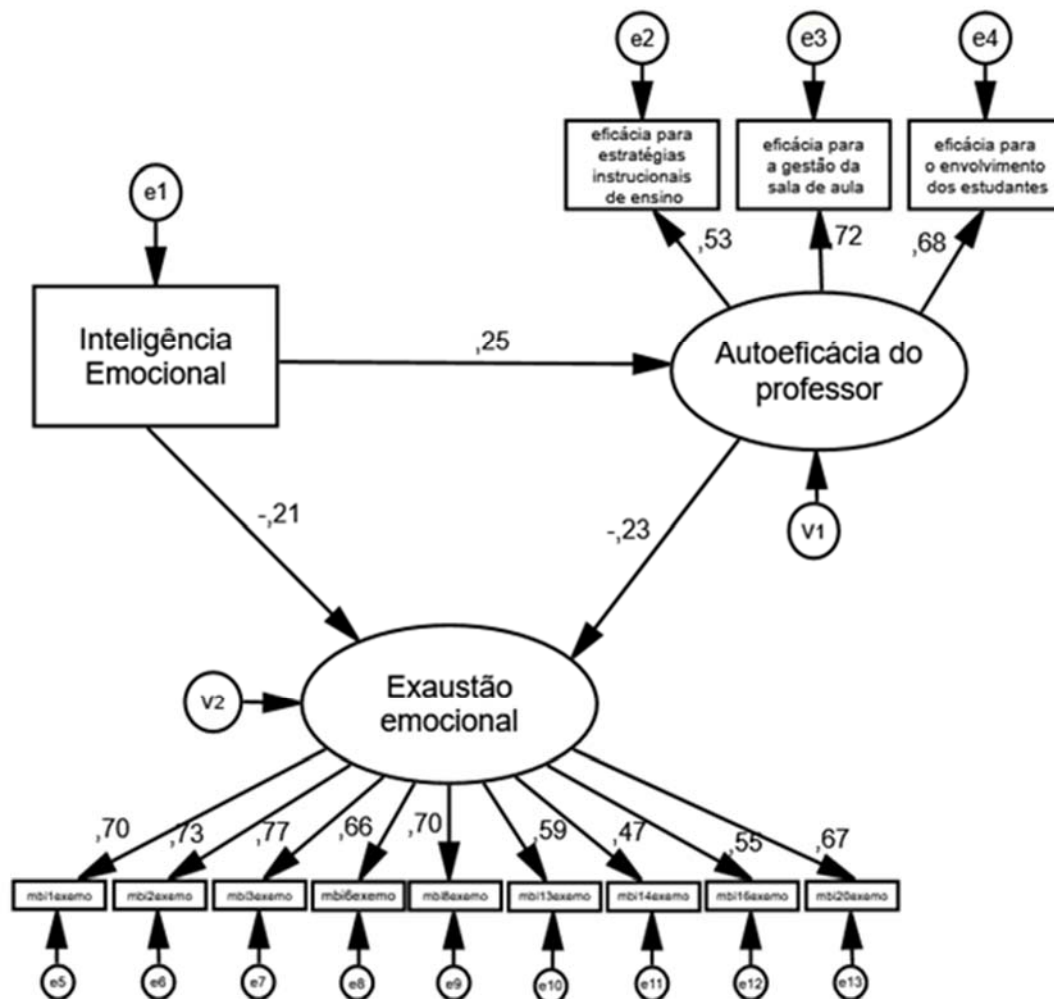 e2
e3
e4
eficácia para
estratégias
instrucionais
de ensino
eficácia para
a gestão da
sala de aula
eficácia para
o envolvimento
dos estudantes
e1
,53
,72
,68
Inteligência
Emocional
,25
Autoeficácia do
professor
-,21
-,23
V1
V2
Exaustão
emocional
,70
,73
,77
,66
,70
,59
,47
,55
,67
mbi1exemo
mbi2exemo
mbi3exemo
mbi6exemo
mbi8exemo
mbi13exemo
mbi14exemo
mbi16exemo
mbi20exemo
e5
e6
e7
e8
e9
e10
e11
e12
e13